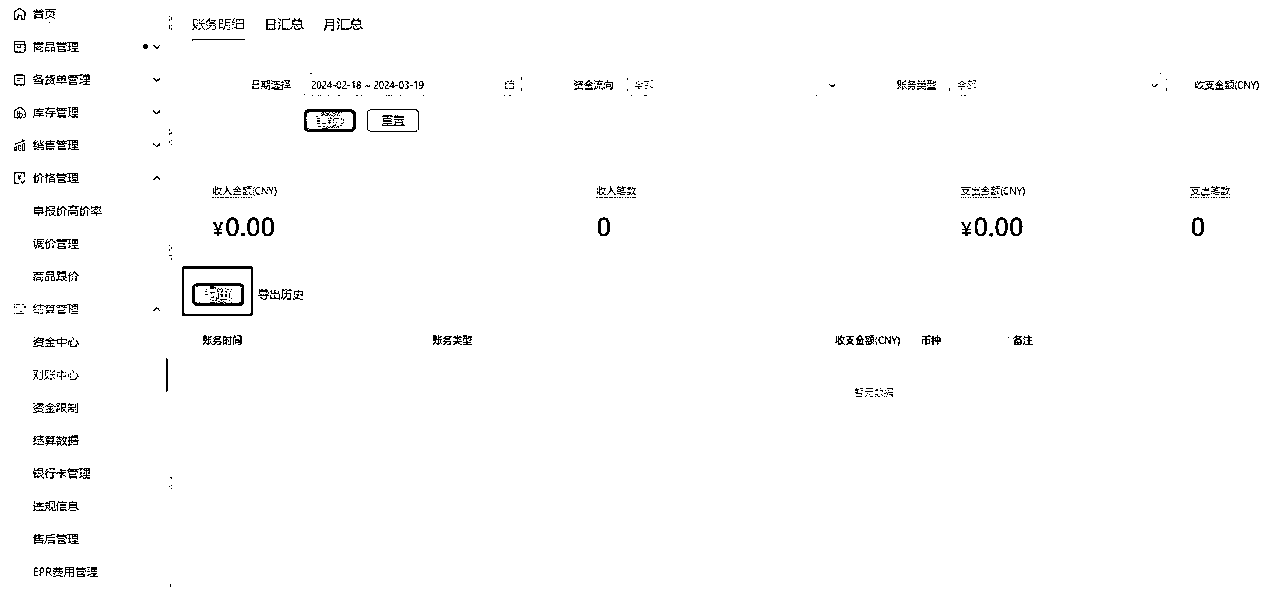 首页
商品管理
备货单管理
库存管理
销售管理
价格管理
申报价高价率
调价管理
商品跟价
结算管理
资金中心
对账中心
资金限制
结算数据
银行卡管理
违规信息
售后管理
EPR费用管理
账务明细 日汇总 月汇总
日期选择 2024-02-18 ~ 2024-03-19 资金流向 全部 账务类型 全部 收支金额(CNY)
重置
收入金额(CNY) 收入笔数 支出金额(CNY) 支出笔数
¥0.00 0 ¥0.00 0
导出历史
账务时间 账务类型 收支金额(CNY) 币种 备注
暂无数据